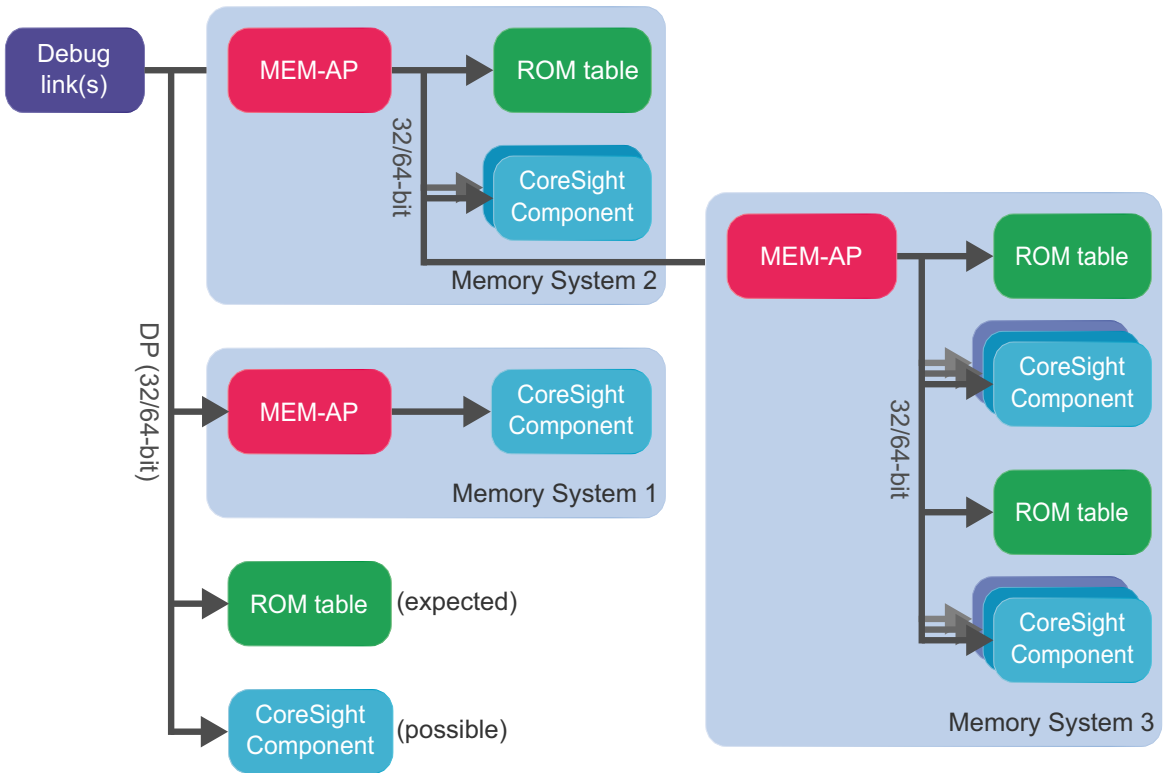 Debug
link(s)
MEM-AP
ROM table
32/64-bit
CoreSight
Component
Memory System 2
MEM-AP
ROM table
CoreSight
Component
32/64-bit
ROM table
CoreSight
Component
Memory System 3
DP (32/64-bit)
MEM-AP
CoreSight
Component
Memory System 1
ROM table
(expected)
CoreSight
Component
(possible)